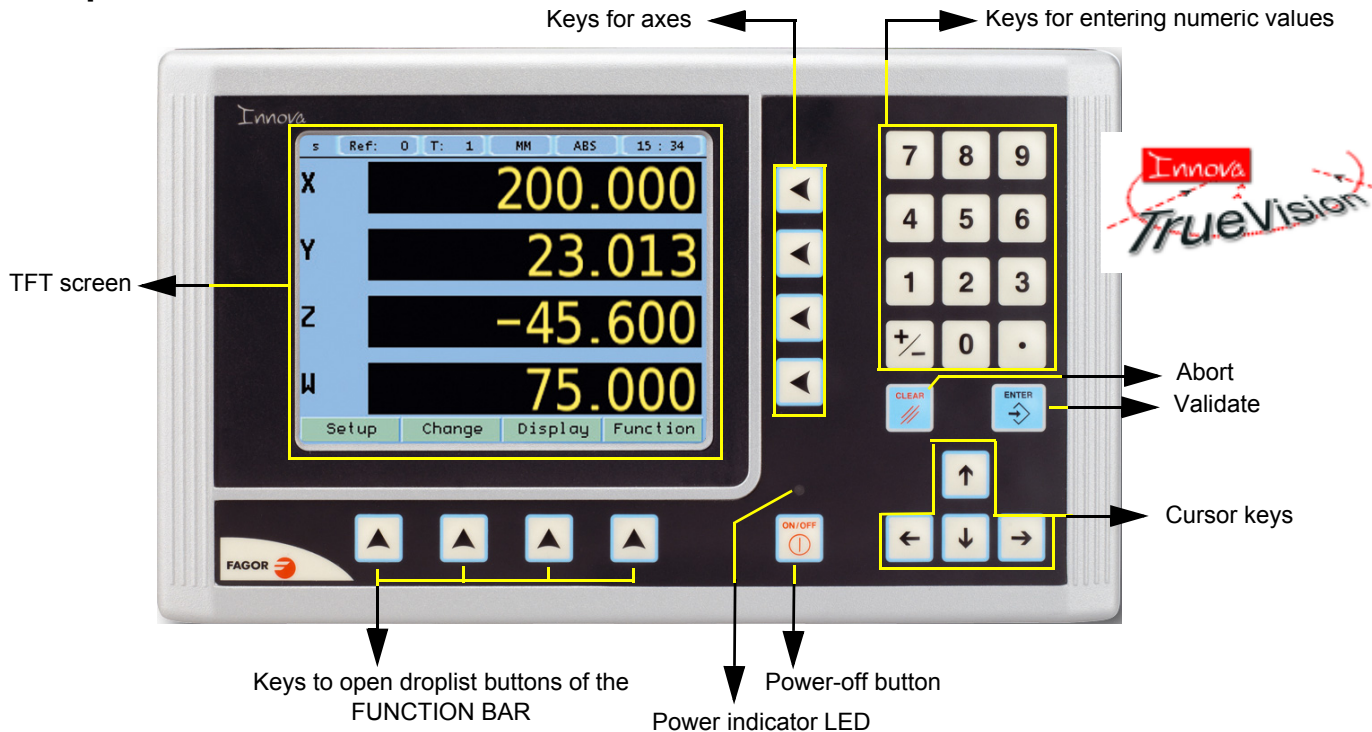 Keys for axes
Keys for entering numeric values
Innova
s Ref: 0 T: 1 MM ABS 15 : 34
X 200.000
Y 23.013
Z -45.600
W 75.000
Setup Change Display Function
7 8 9
4 5 6
1 2 3
+/- 0 .
CLEAR
ENTER
Innova
TrueVision
TFT screen
Abort
Validate
Cursor keys
ON/OFF
FAGOR
Keys to open droplist buttons of the
FUNCTION BAR
Power-off button
Power indicator LED